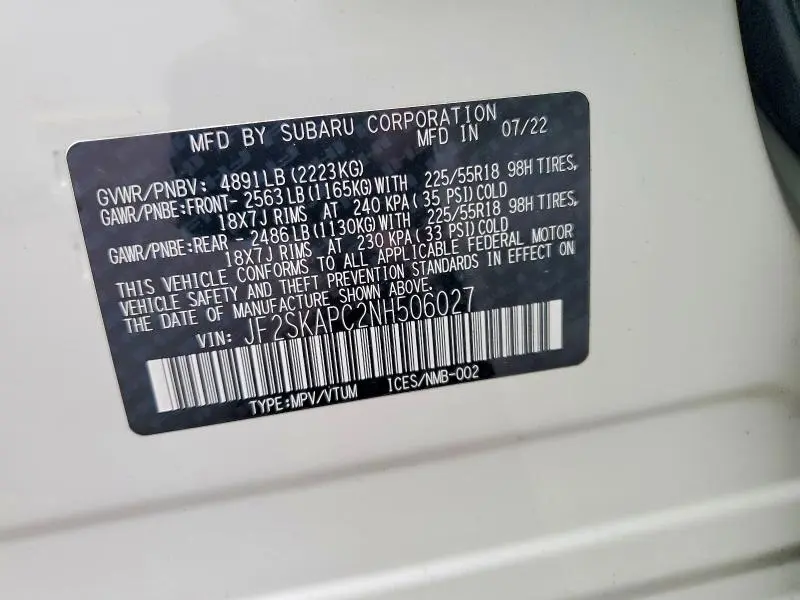 MFD BY SUBARU CORPORATION
MFD IN 07/22
GVWR/PNBV: 4891LB(2223KG)
GAWR/PNBE:FRONT- 2563LB(1165KG)WITH 225/55R18 98H TIRES,
18X7J RIMS AT 240 KPA(35 PSI)COLD
GAWR/PNBE:REAR - 2486LB(1130KG)WITH 225/55R18 98H TIRES,
18X7J RIMS AT 230 KPA(33 PSI)COLD
THIS VEHICLE CONFORMS TO ALL APPLICABLE FEDERAL MOTOR
VEHICLE SAFETY AND THEFT PREVENTION STANDARDS IN EFFECT ON
THE DATE OF MANUFACTURE SHOWN ABOVE.
VIN: JF2SKAPC2NH506027
TYPE:MPV/VTUM ICES/NMB-002